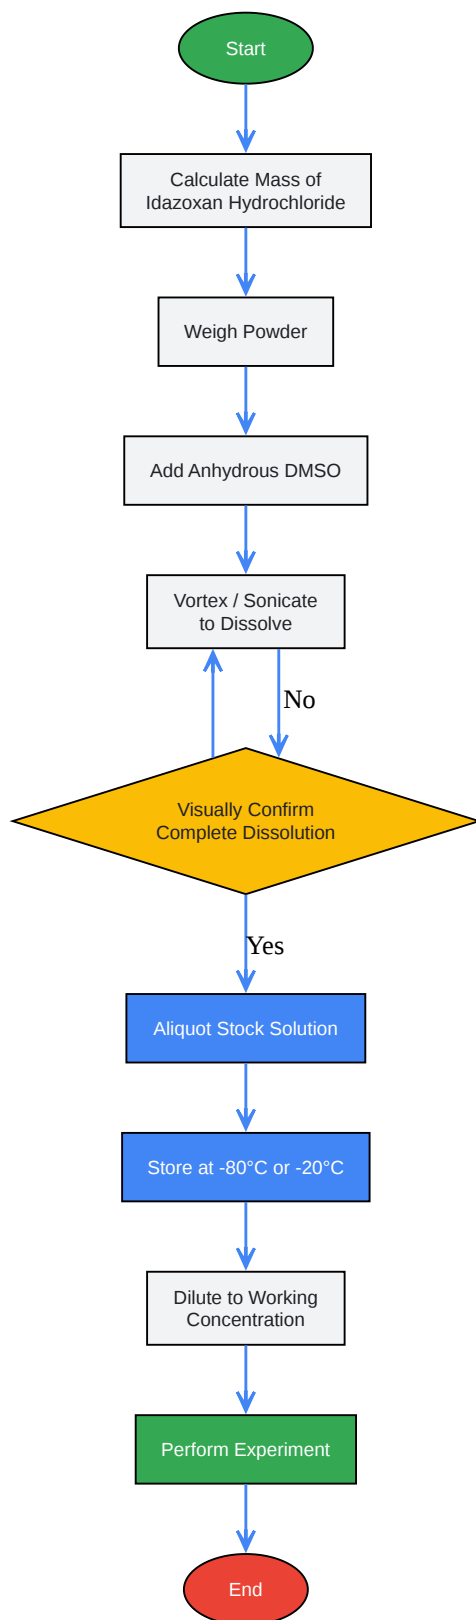 Start
Calculate Mass of
Idazoxan Hydrochloride
Weigh Powder
Add Anhydrous DMSO
Vortex / Sonicate
to Dissolve
No
Visually Confirm
Complete Dissolution
Yes
Aliquot Stock Solution
Store at -80°C or -20°C
Dilute to Working
Concentration
Perform Experiment
End